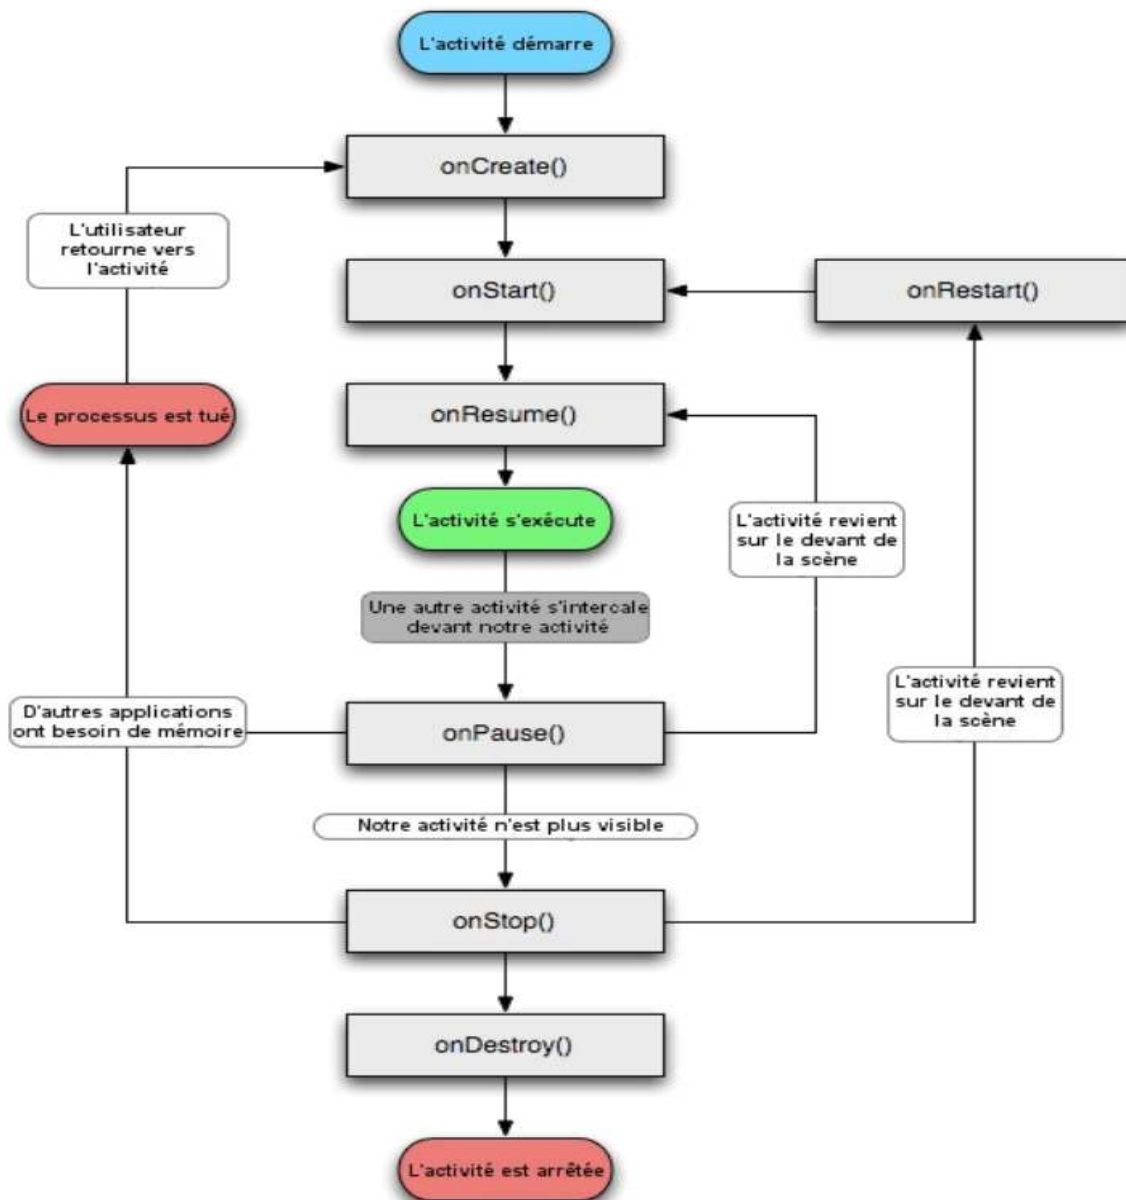 L'activité démarre
onCreate()
L'utilisateur
retourne vers
l'activité
onStart()
onRestart()
Le processus est tué
onResume()
L'activité s'exécute
L'activité revient
sur le devant de
la scène
Une autre activité s'intercale
devant notre activité
L'activité revient
sur le devant de
la scène
D'autres applications
ont besoin de mémoire
onPause()
Notre activité n'est plus visible
onStop()
onDestroy()
L'activité est arrêtée